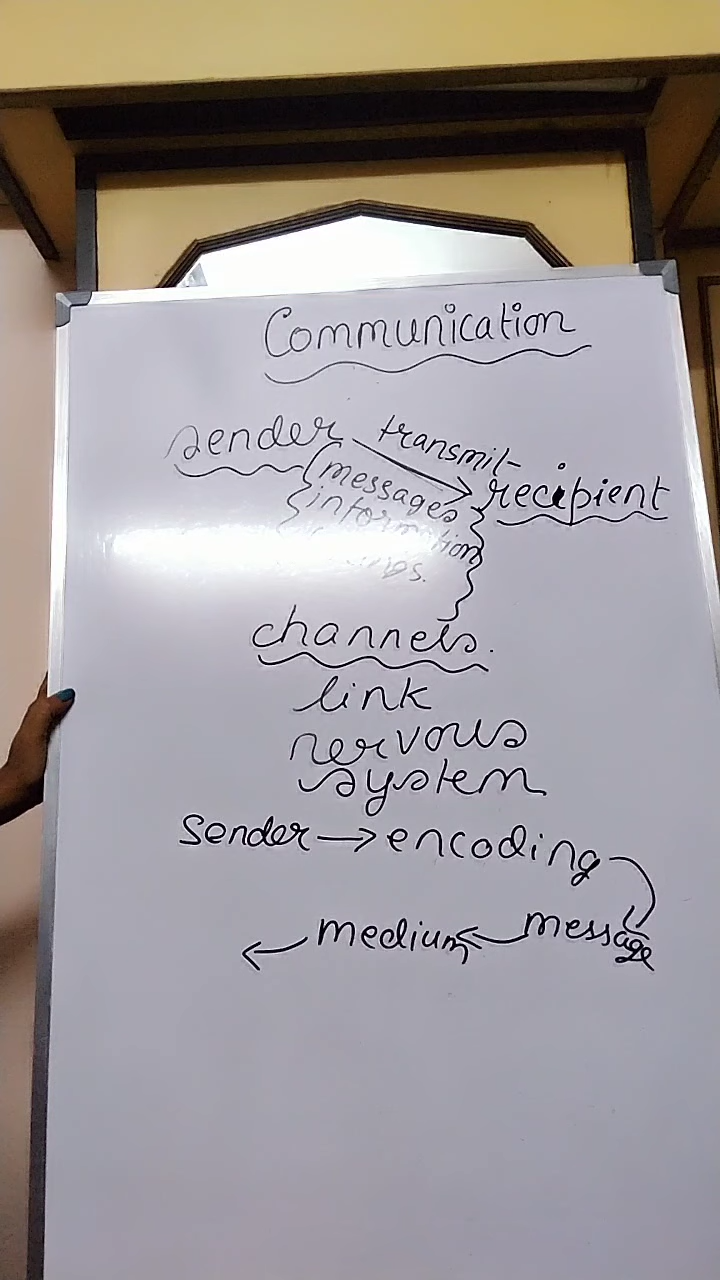 Communication
sender transmit
recipient
messages
information
channels.
link
nervous
system
sender → encoding
message
medium